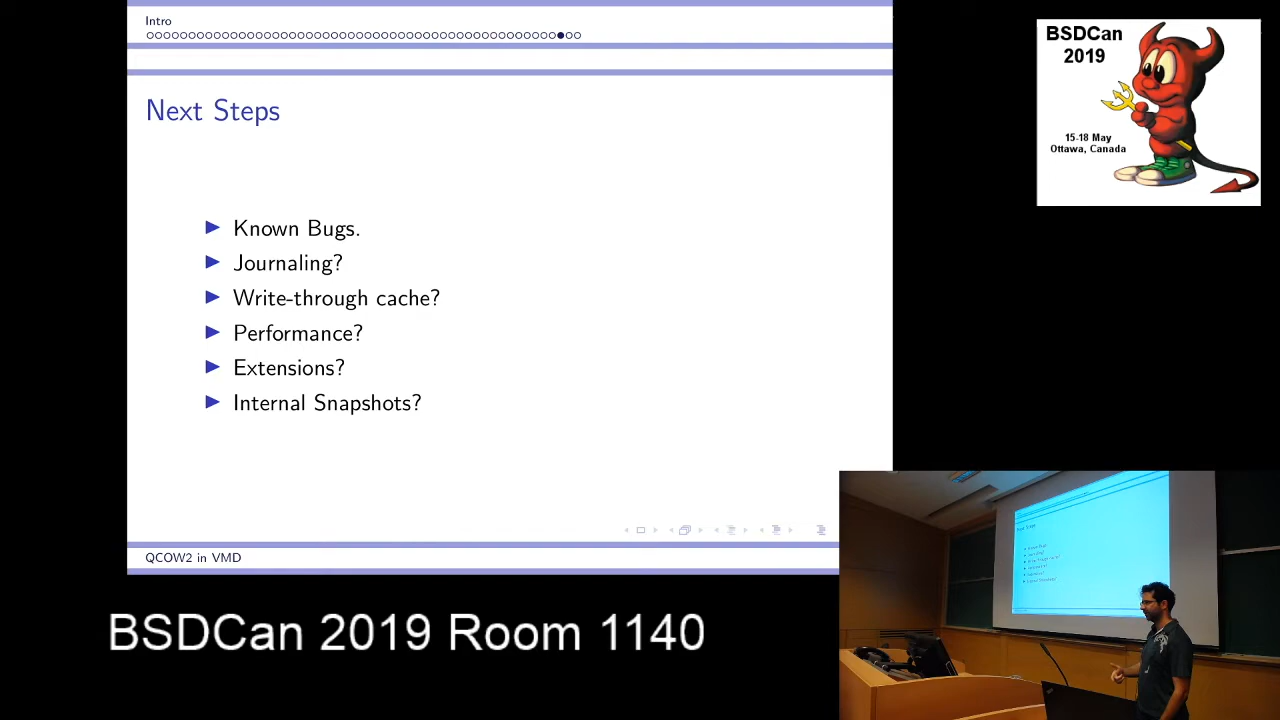 Intro
Next Steps
Known Bugs.
Journaling?
Write-through cache?
Performance?
Extensions?
Internal Snapshots?
QCOW2 in VMD
BSDCan
2019
15-18 May
Ottawa, Canada
BSDCan 2019 Room 1140